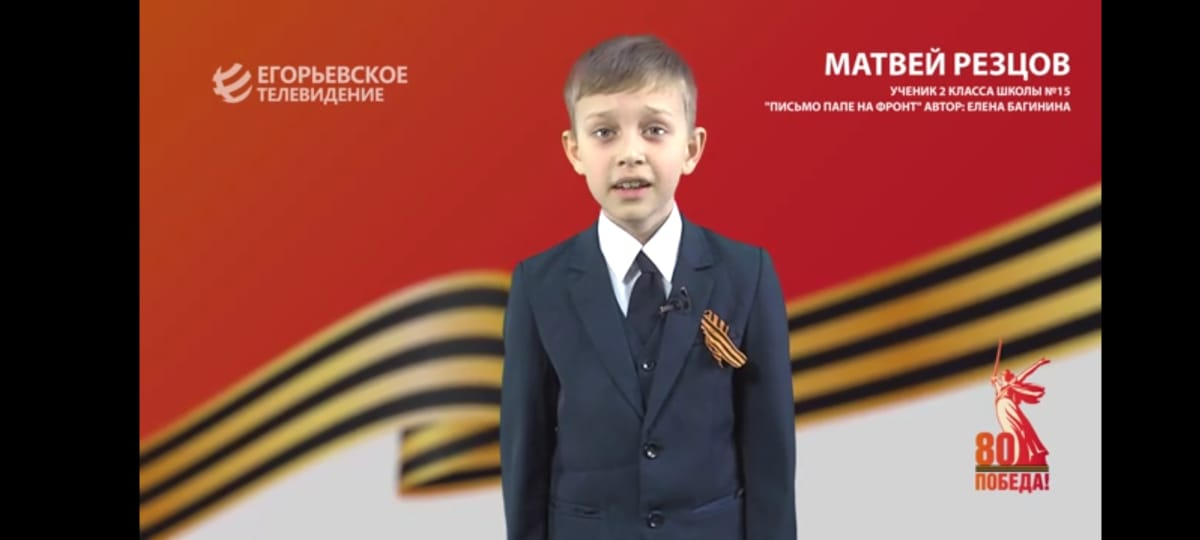 ЕГОРЬЕВСКОЕ
ТЕЛЕВИДЕНИЕ
МАТВЕЙ РЕЗЦОВ
УЧЕНИК 2 КЛАССА ШКОЛЫ №15
"ПИСЬМО ПАПЕ НА ФРОНТ" АВТОР: ЕЛЕНА БАГИНИНА
80
ПОБЕДА!